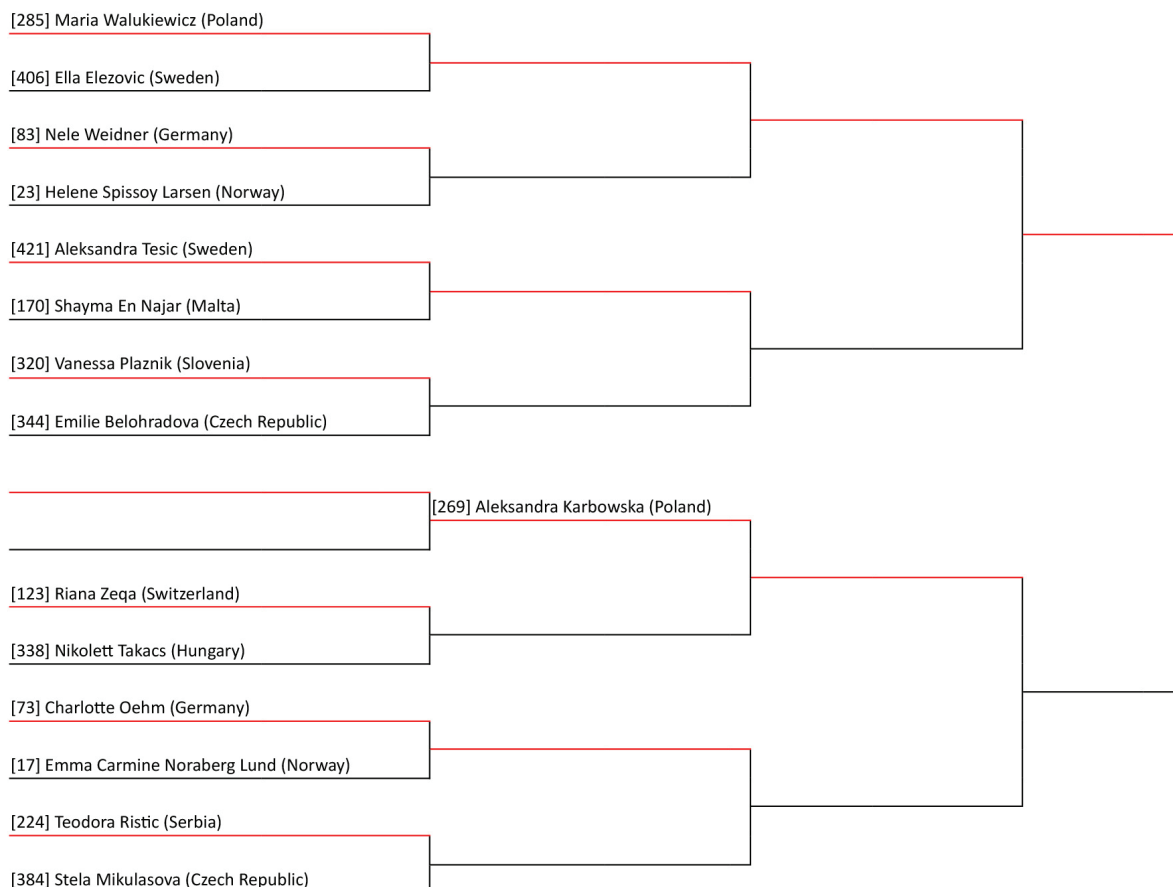 [285] Maria Walukiewicz (Poland)
[406] Ella Elezovic (Sweden)
[83] Nele Weidner (Germany)
[23] Helene Spissoy Larsen (Norway)
[421] Aleksandra Tesic (Sweden)
[170] Shayma En Najar (Malta)
[320] Vanessa Plaznik (Slovenia)
[344] Emilie Belohradova (Czech Republic)
[269] Aleksandra Karbowska (Poland)
[123] Riana Zeqa (Switzerland)
[338] Nikolett Takacs (Hungary)
[73] Charlotte Oehm (Germany)
[17] Emma Carmine Noraberg Lund (Norway)
[224] Teodora Ristic (Serbia)
[384] Stela Mikulasova (Czech Republic)